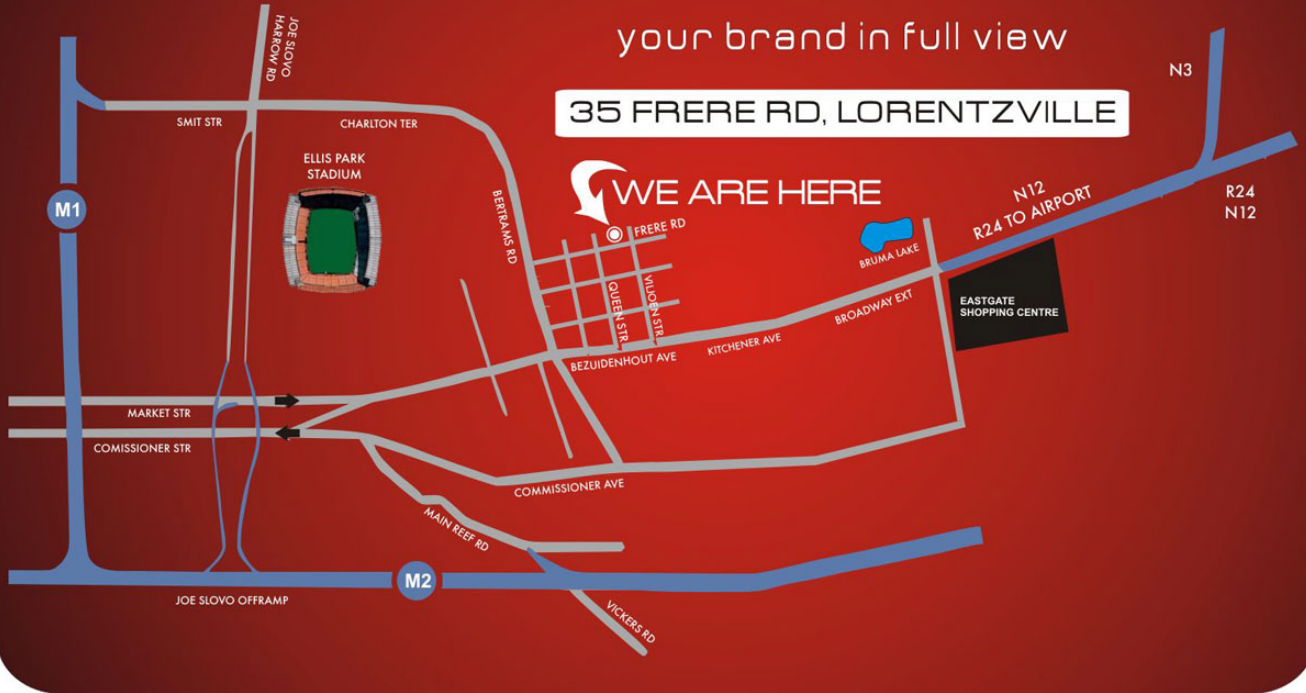 your brand in full view
35 FRERE RD, LORENTZVILLE
WE ARE HERE
JOE SLOVO
HARROW RD
N3
SMIT STR
CHARLTON TER
ELLIS PARK
STADIUM
M1
BERTRAMS RD
FRERE RD
N12
R24 TO AIRPORT
R24
N12
BRUMA LAKE
QUEEN STR
VILJOEN STR
EASTGATE
SHOPPING CENTRE
BROADWAY EXT
KITCHENER AVE
BEZUIDENHOUT AVE
MARKET STR
COMISSIONER STR
COMMISSIONER AVE
MAIN REEF RD
M2
JOE SLOVO OFFRAMP
VICKERS RD